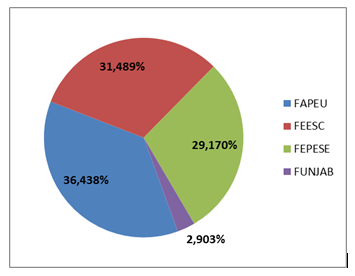 31,489%
29,170%
36,438%
2,903%
FAPEU
FEESC
FEPESE
FUNJAB